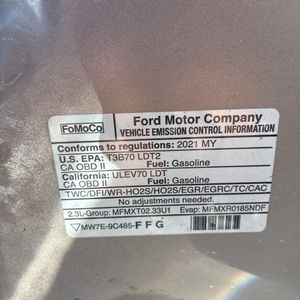 FoMoCo
Ford Motor Company
VEHICLE EMISSION CONTROL INFORMATION
Conforms to regulations: 2021 MY
U.S. EPA: T3B70 LDT2
CA OBD II Fuel: Gasoline
California: ULEV70 LDT
CA OBD II Fuel: Gasoline
TWC/DFI/WR-HO2S/HO2S/EGR/EGRC/TC/CAC
No adjustments needed.
2.3L-Group: MFMXT02.33U1 Evap: MFMXR0185NDF
MW7E-9C485-F F G